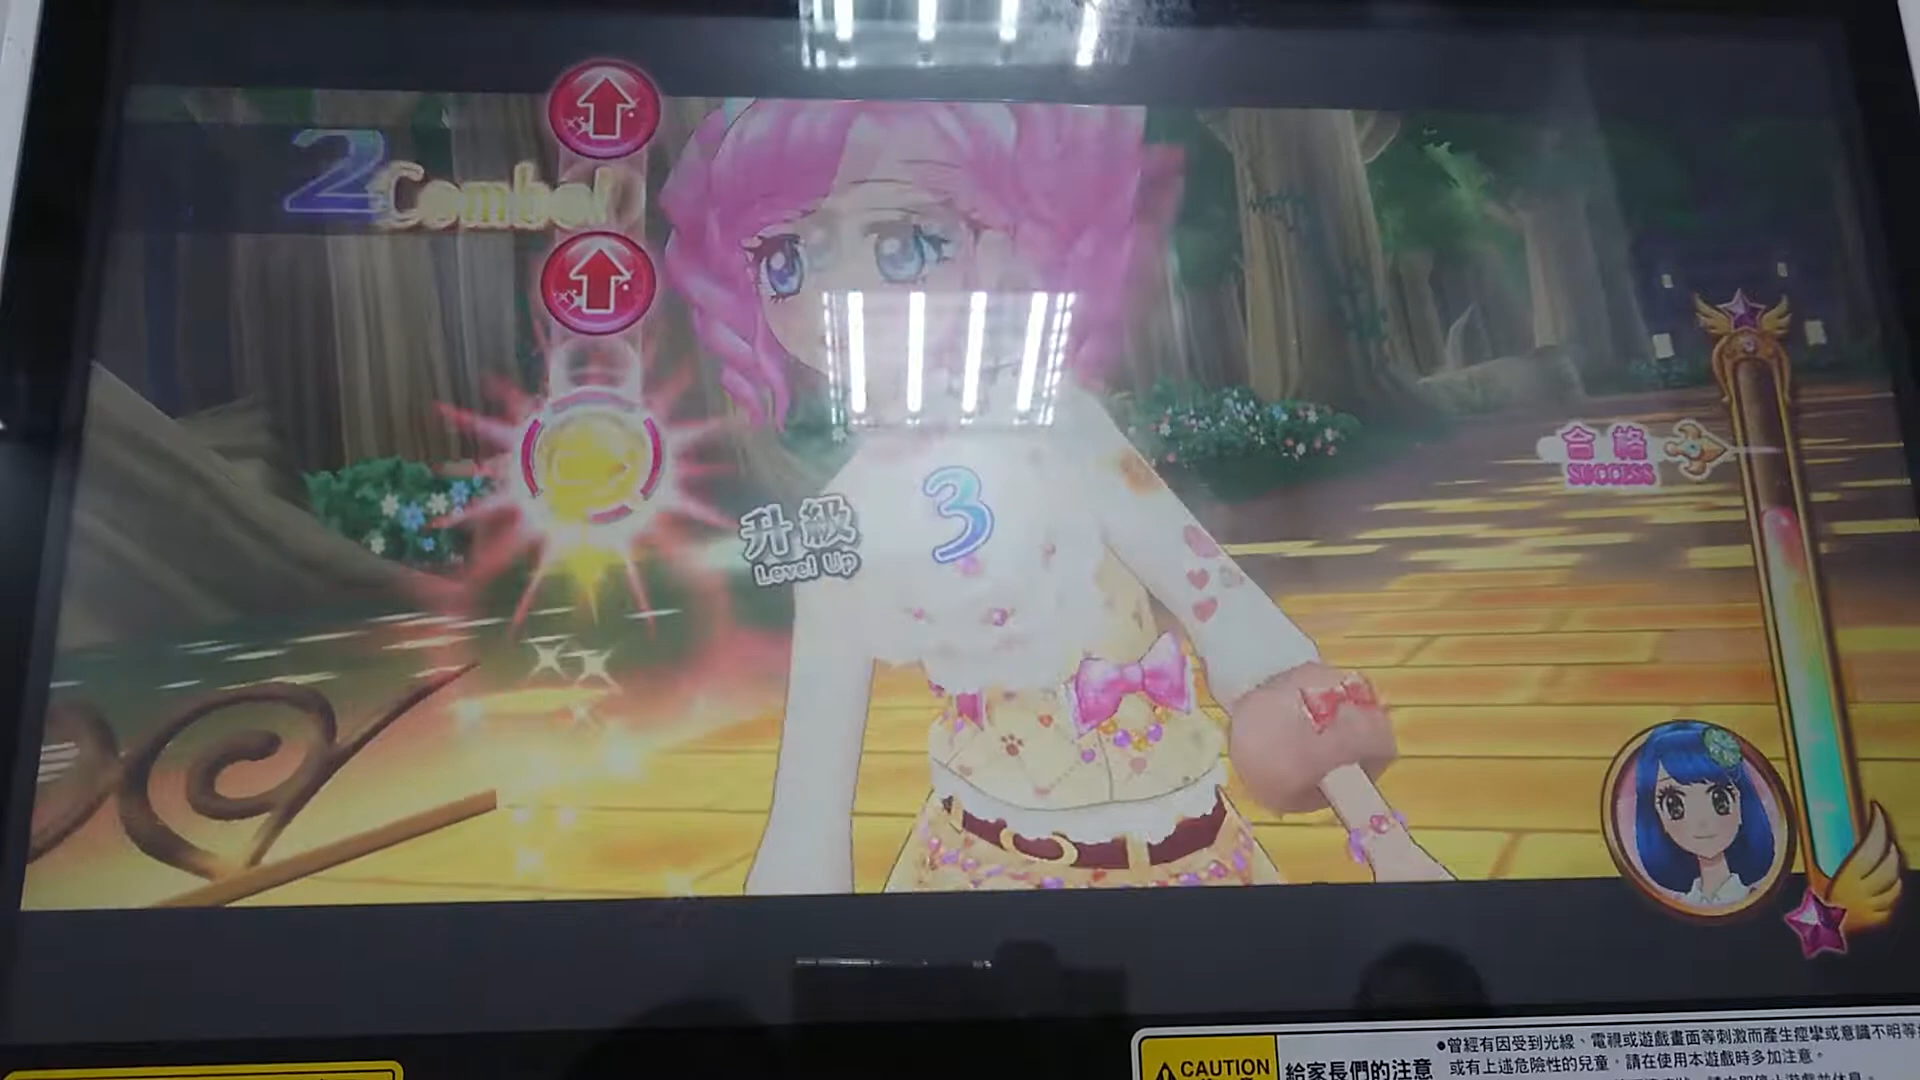 2 Combo!
合格
SUCCESS
3
升級
Level Up
CAUTION
給家長們的注意
●曾經有因受到光線、電視或遊戲畫面等刺激而產生痙攣或意識不明等
或有上述危險性的兒童，請在使用本遊戲時多加注意。